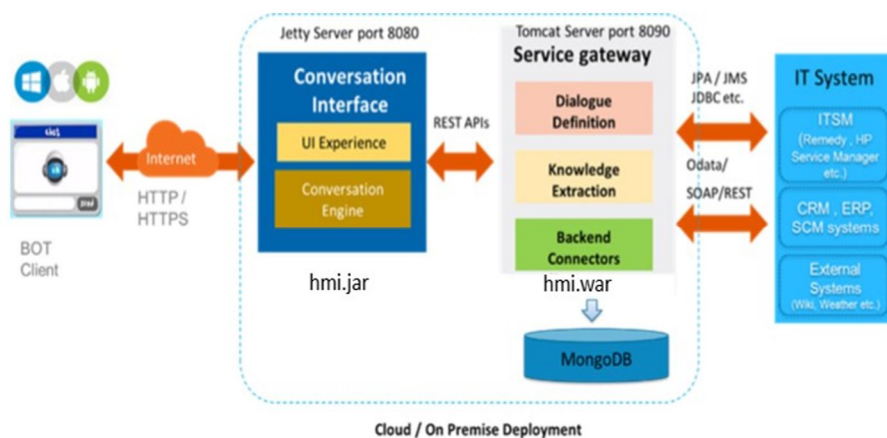 Jetty Server port 8080
Tomcat Server port 8090
Conversation
Interface
UI Experience
Conversation
Engine
hmi.jar
Service gateway
Dialogue
Definition
Knowledge
Extraction
Backend
Connectors
hmi.war
MongoDB
Internet
HTTP /
HTTPS
BOT
Client
REST APIs
JPA / JMS
JDBC etc.
Odata/
SOAP/REST
IT System
ITSM
(Remedy , HP
Service Manager
etc.)
CRM , ERP,
SCM systems
External
Systems
(Wiki, Weather etc.)
Cloud / On Premise Deployment